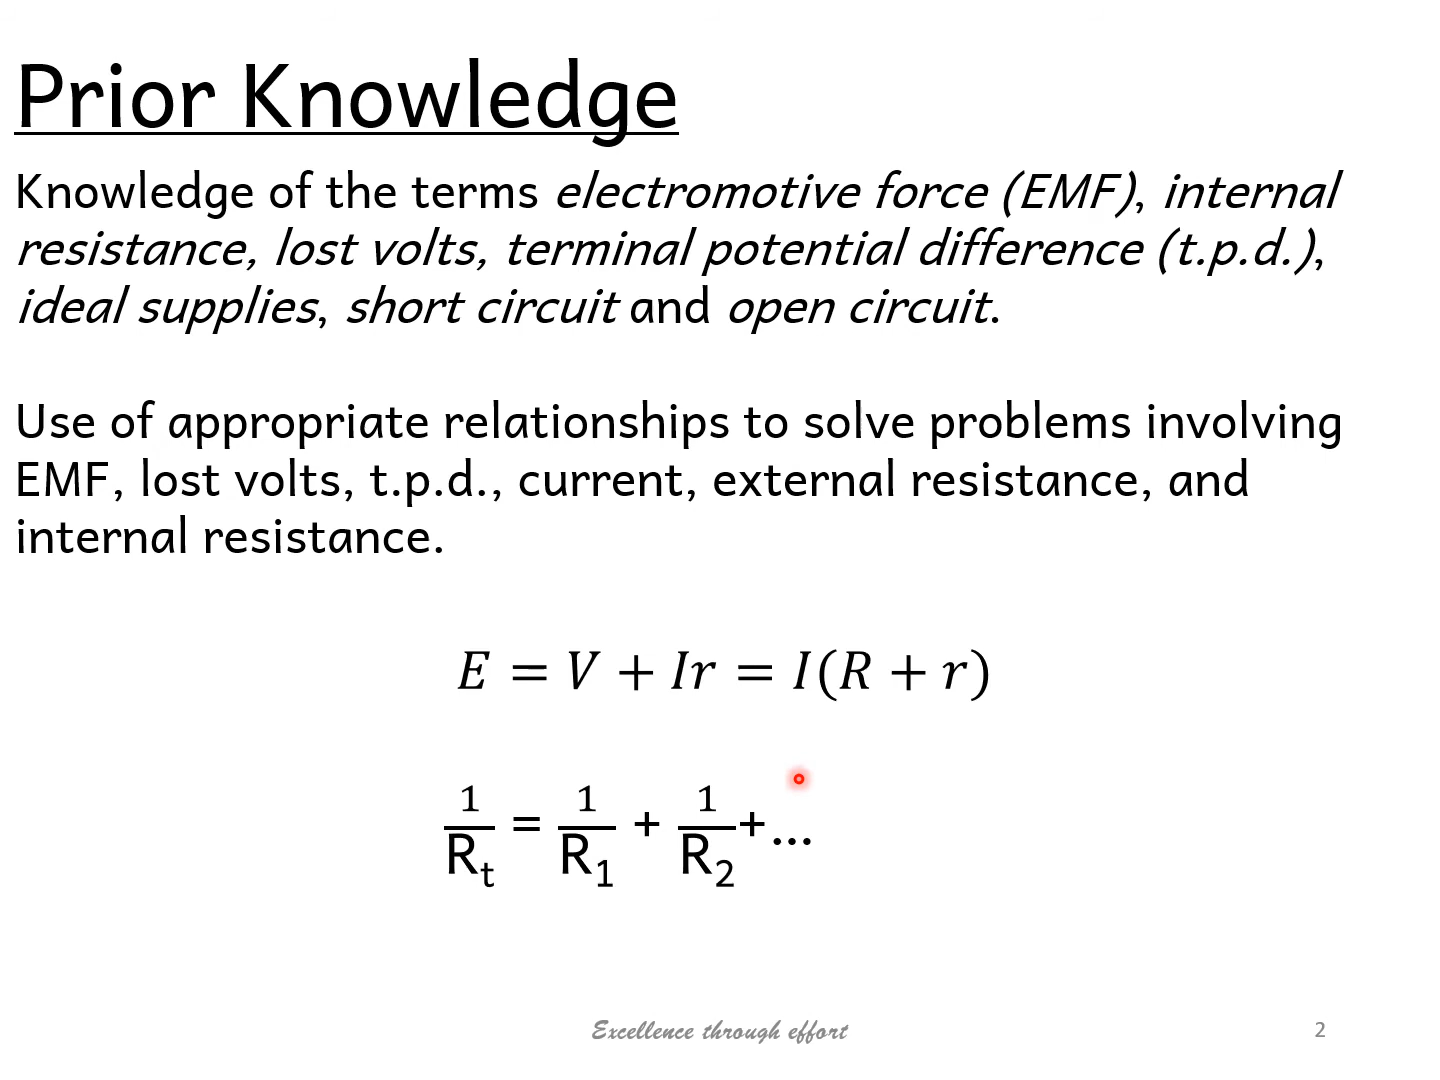 Prior Knowledge
Knowledge of the terms electromotive force (EMF), internal
resistance, lost volts, terminal potential difference (t.p.d.),
ideal supplies, short circuit and open circuit.
Use of appropriate relationships to solve problems involving
EMF, lost volts, t.p.d., current, external resistance, and
internal resistance.
E = V + Ir = I(R + r)
1/Rₜ = 1/R₁ + 1/R₂ +...
Excellence through effort
2